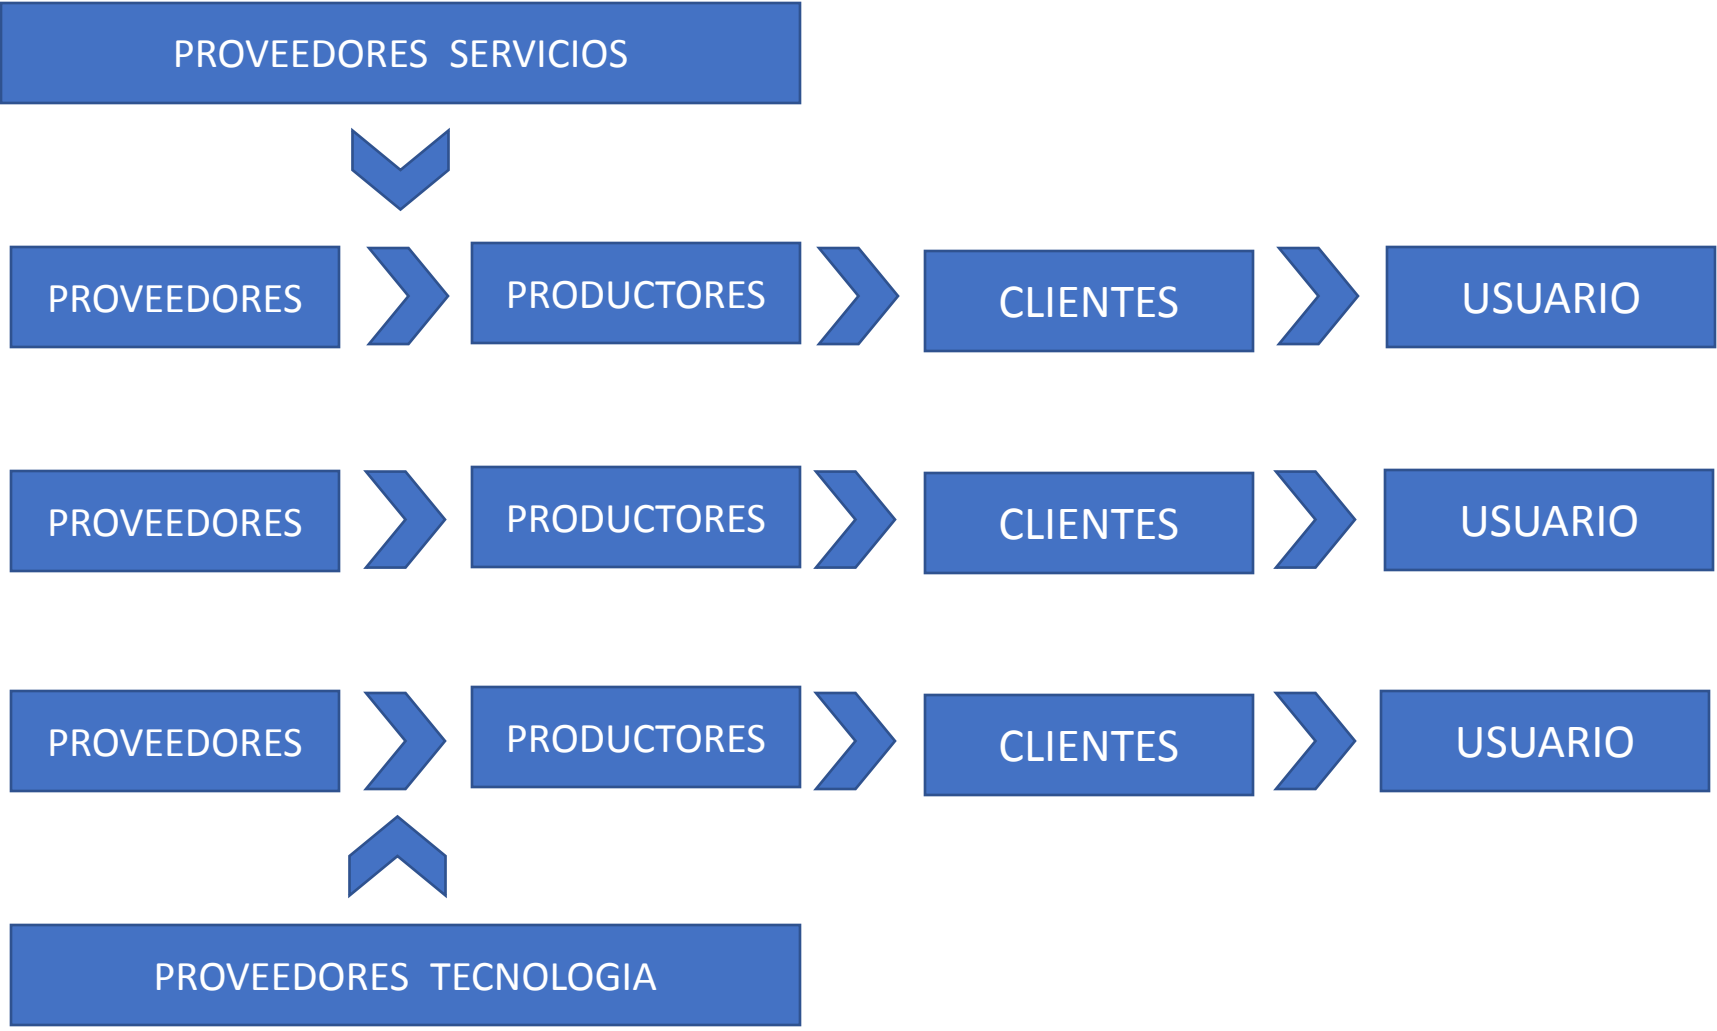 PROVEEDORES SERVICIOS
PROVEEDORES
PRODUCTORES
CLIENTES
USUARIO
PROVEEDORES
PRODUCTORES
CLIENTES
USUARIO
PROVEEDORES
PRODUCTORES
CLIENTES
USUARIO
PROVEEDORES TECNOLOGIA